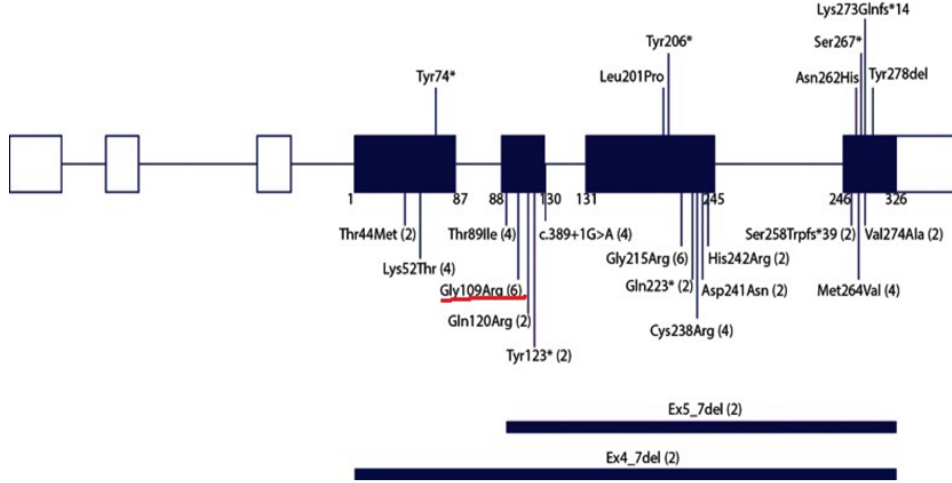 Lys273Glnfs*14
Tyr206*
Ser267*
Tyr74*
Leu201Pro
Asn262His
Tyr278del
1
87
88
130
131
245
246
326
Thr44Met (2)
Thr89Ile (4)
c.389+1G>A (4)
Ser258Trpfs*39 (2)
Val274Ala (2)
Lys52Thr (4)
Gly215Arg (6)
His242Arg (2)
Gly109Arg (6)
Gln223* (2)
Asp241Asn (2)
Met264Val (4)
Gln120Arg (2)
Cys238Arg (4)
Tyr123* (2)
Ex5_7del (2)
Ex4_7del (2)